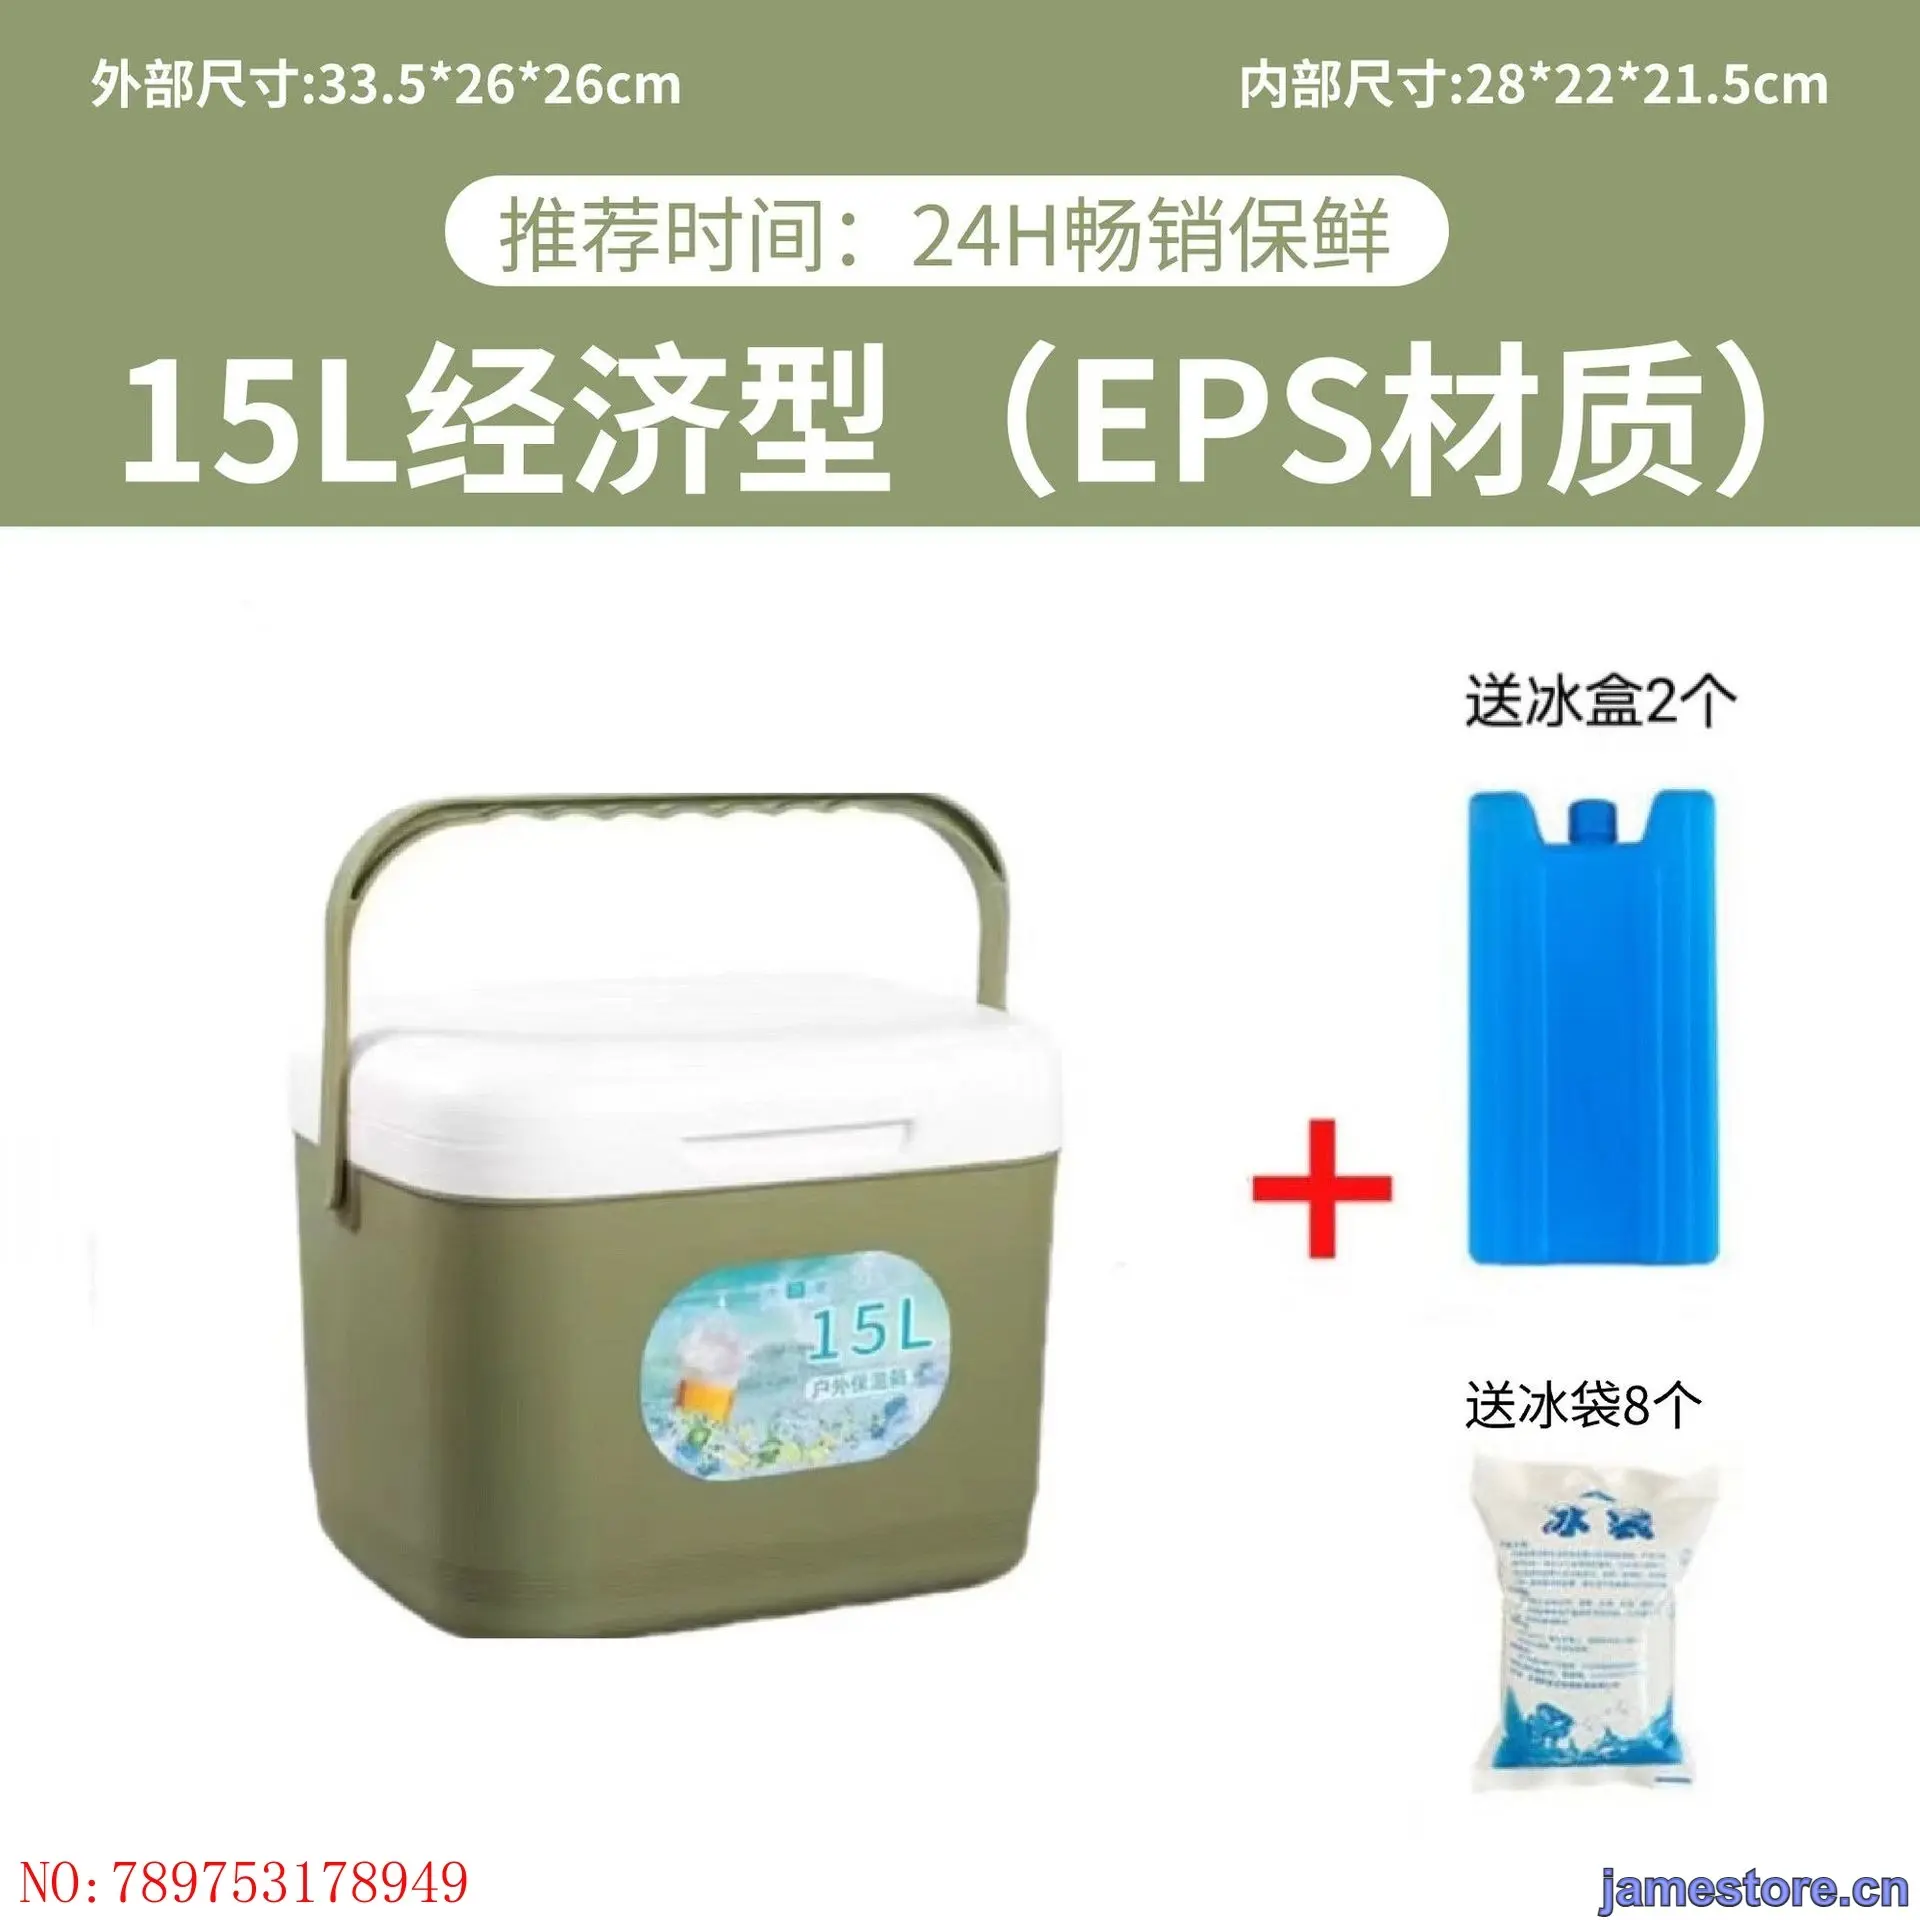 外部尺寸:33.5*26*26cm
内部尺寸:28*22*21.5cm
推荐时间：24H畅销保鲜
15L经济型（EPS材质）
送冰盒2个
15L
户外保温箱
送冰袋8个
冰袋
NO:789753178949
jamestore.cn